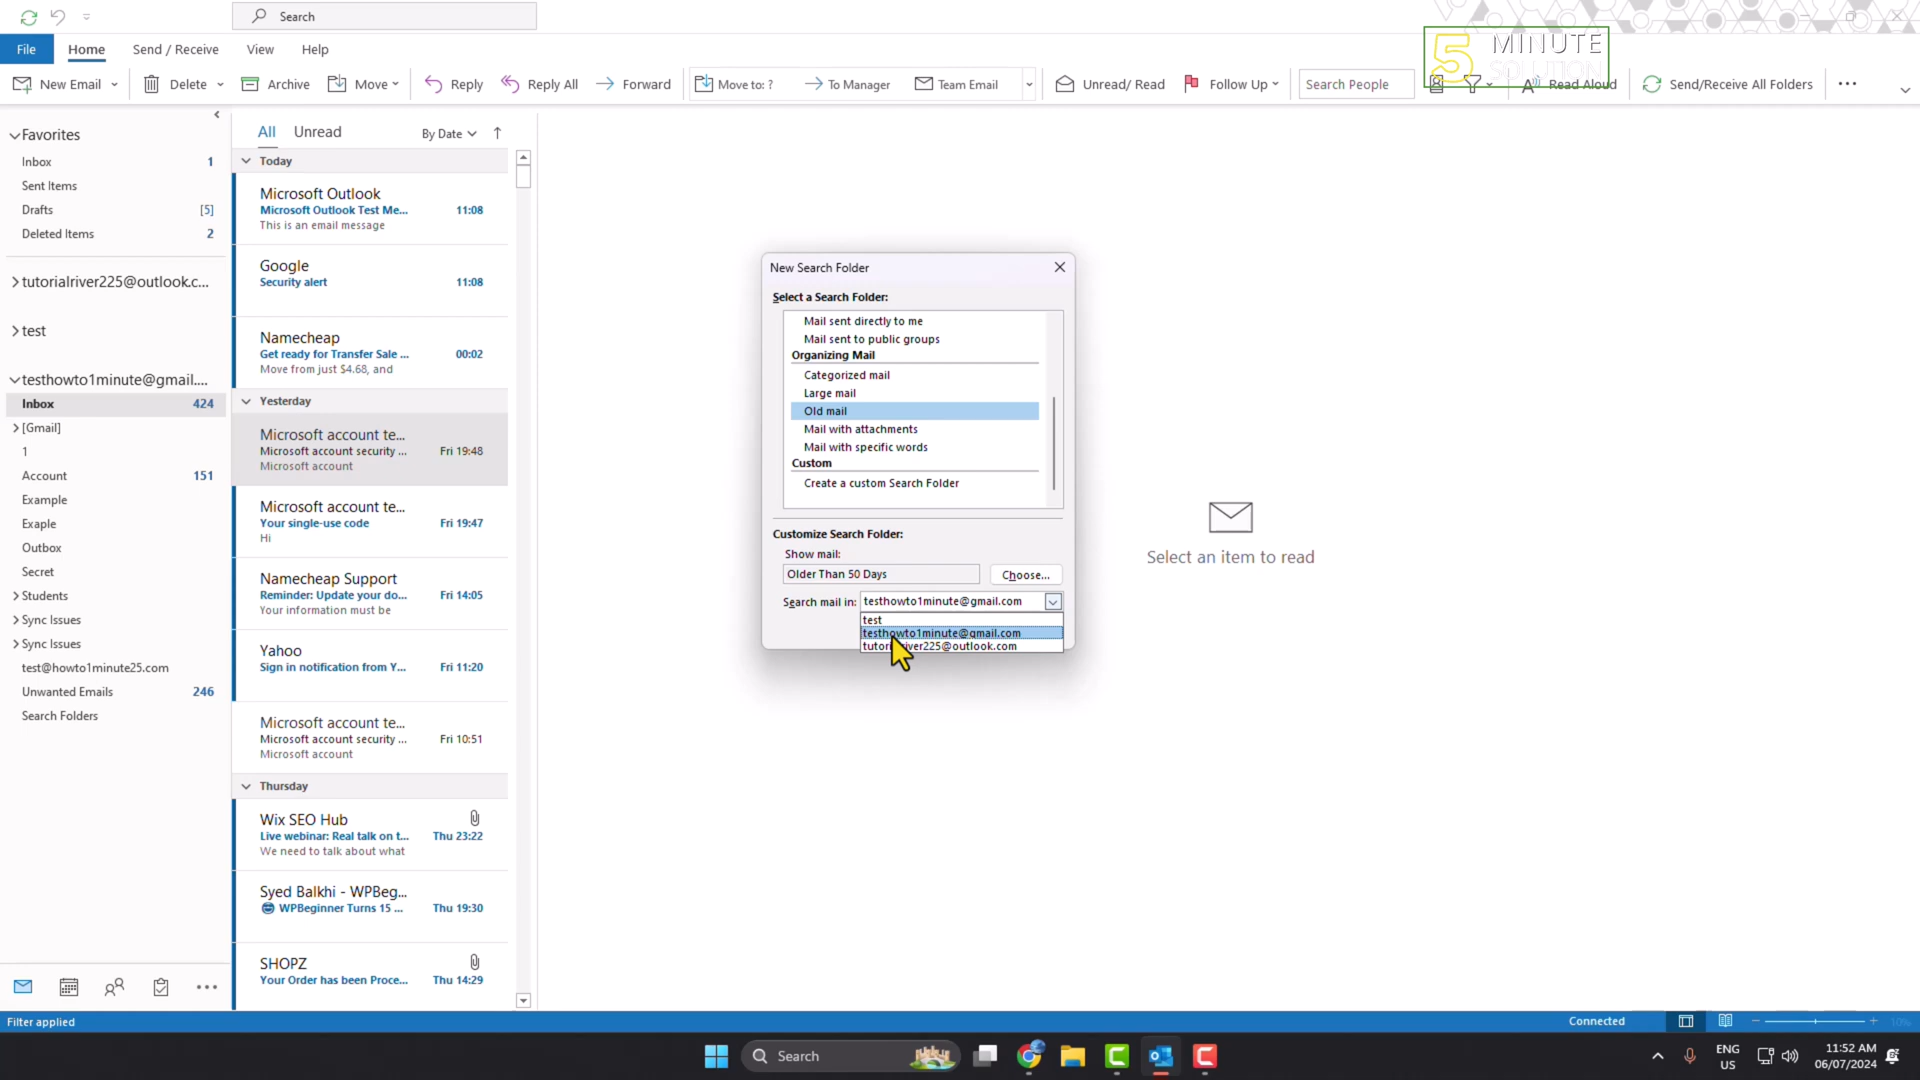 Search
File
Home
Send / Receive
View
Help
5 MINUTE
SOLUTION
New Email
Delete
Archive
Move
Reply
Reply All
Forward
Move to: ?
To Manager
Team Email
Unread/ Read
Follow Up
Search People
Read Aloud
Send/Receive All Folders
Favorites
Inbox 1
Sent Items
Drafts [5]
Deleted Items 2
tutorialriver225@outlook.c...
test
testhowto1minute@gmail....
Inbox 424
[Gmail]
1
Account 151
Example
Exaple
Outbox
Secret
Students
Sync Issues
Sync Issues
test@howto1minute25.com
Unwanted Emails 246
Search Folders
All
Unread
By Date
Today
Microsoft Outlook
Microsoft Outlook Test Me... 11:08
This is an email message
Google
Security alert 11:08
Namecheap
Get ready for Transfer Sale ... 00:02
Move from just $4.68, and
Yesterday
Microsoft account te...
Microsoft account security ... Fri 19:48
Microsoft account
Microsoft account te...
Your single-use code Fri 19:47
Hi
Namecheap Support
Reminder: Update your do... Fri 14:05
Your information must be
Yahoo
Sign in notification from Y... Fri 11:20
Microsoft account te...
Microsoft account security ... Fri 10:51
Microsoft account
Thursday
Wix SEO Hub
Live webinar: Real talk on t... Thu 23:22
We need to talk about what
Syed Balkhi - WPBeg...
WPBeginner Turns 15 ... Thu 19:30
SHOPZ
Your Order has been Proce... Thu 14:29
New Search Folder
Select a Search Folder:
Mail sent directly to me
Mail sent to public groups
Organizing Mail
Categorized mail
Large mail
Old mail
Mail with attachments
Mail with specific words
Custom
Create a custom Search Folder
Customize Search Folder:
Show mail:
Older Than 50 Days
Choose...
Search mail in: testhowto1minute@gmail.com
test
testhowto1minute@gmail.com
tutorialriver225@outlook.com
Select an item to read
Filter applied
Connected
10%
Search
ENG
US
11:52 AM
06/07/2024